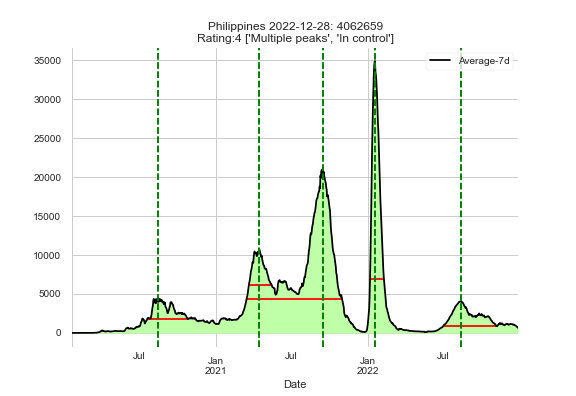 Philippines 2022-12-28: 4062659
Rating:4 ['Multiple peaks', 'In control']
Average-7d
35000
30000
25000
20000
15000
10000
5000
0
Jul
Jan
2021
Jul
Jan
2022
Jul
Date